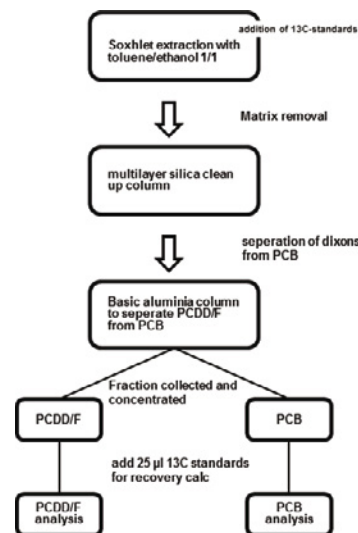 addition of 13C-standards
Soxhlet extraction with
toluene/ethanol 1/1
Matrix removal
multilayer silica clean
up column
seperation of dixons
from PCB
Basic aluminia column
to seperate PCDD/F
from PCB
Fraction collected and
concentrated
PCDD/F
PCB
add 25 µl 13C standards
for recovery calc
PCDD/F
analysis
PCB
analysis